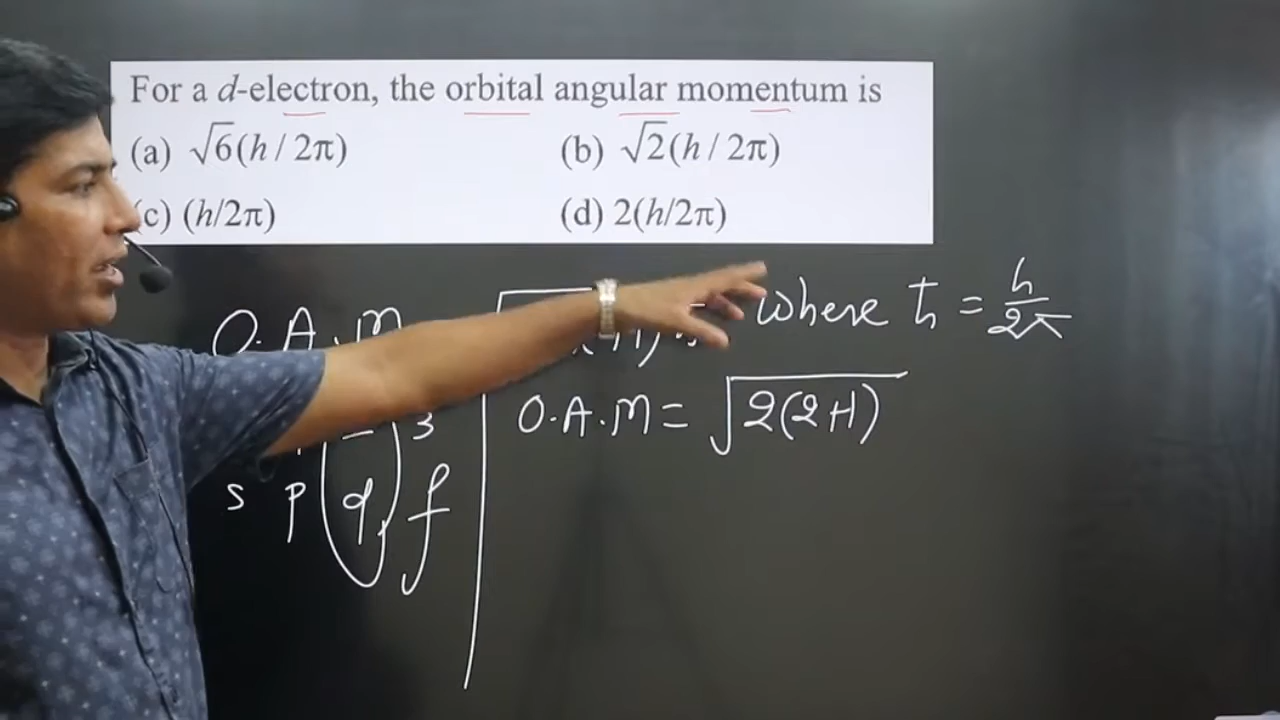 For a d-electron, the orbital angular momentum is
(a) √6(h / 2π) (b) √2(h / 2π)
(c) (h/2π) (d) 2(h/2π)
O.A.M where ħ = h/2π
O.A.M = √2(2+1)
3
s p d f